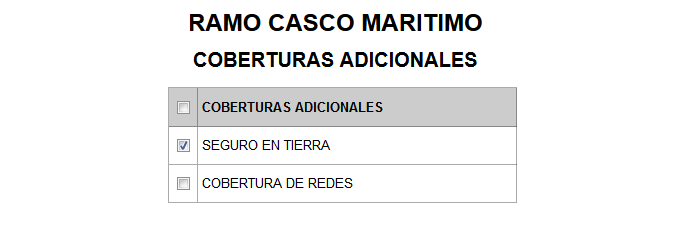 RAMO CASCO MARITIMO
COBERTURAS ADICIONALES
COBERTURAS ADICIONALES
SEGURO EN TIERRA
COBERTURA DE REDES